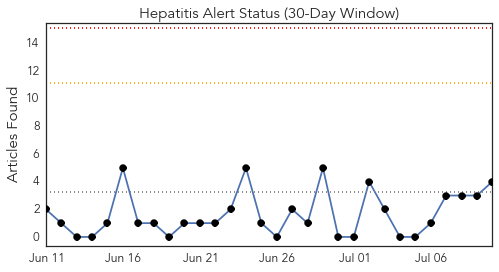 Hepatitis Alert Status (30-Day Window)
Articles Found
14
12
10
8
6
4
2
0
Jun 11 Jun 16 Jun 21 Jun 26 Jul 01 Jul 06